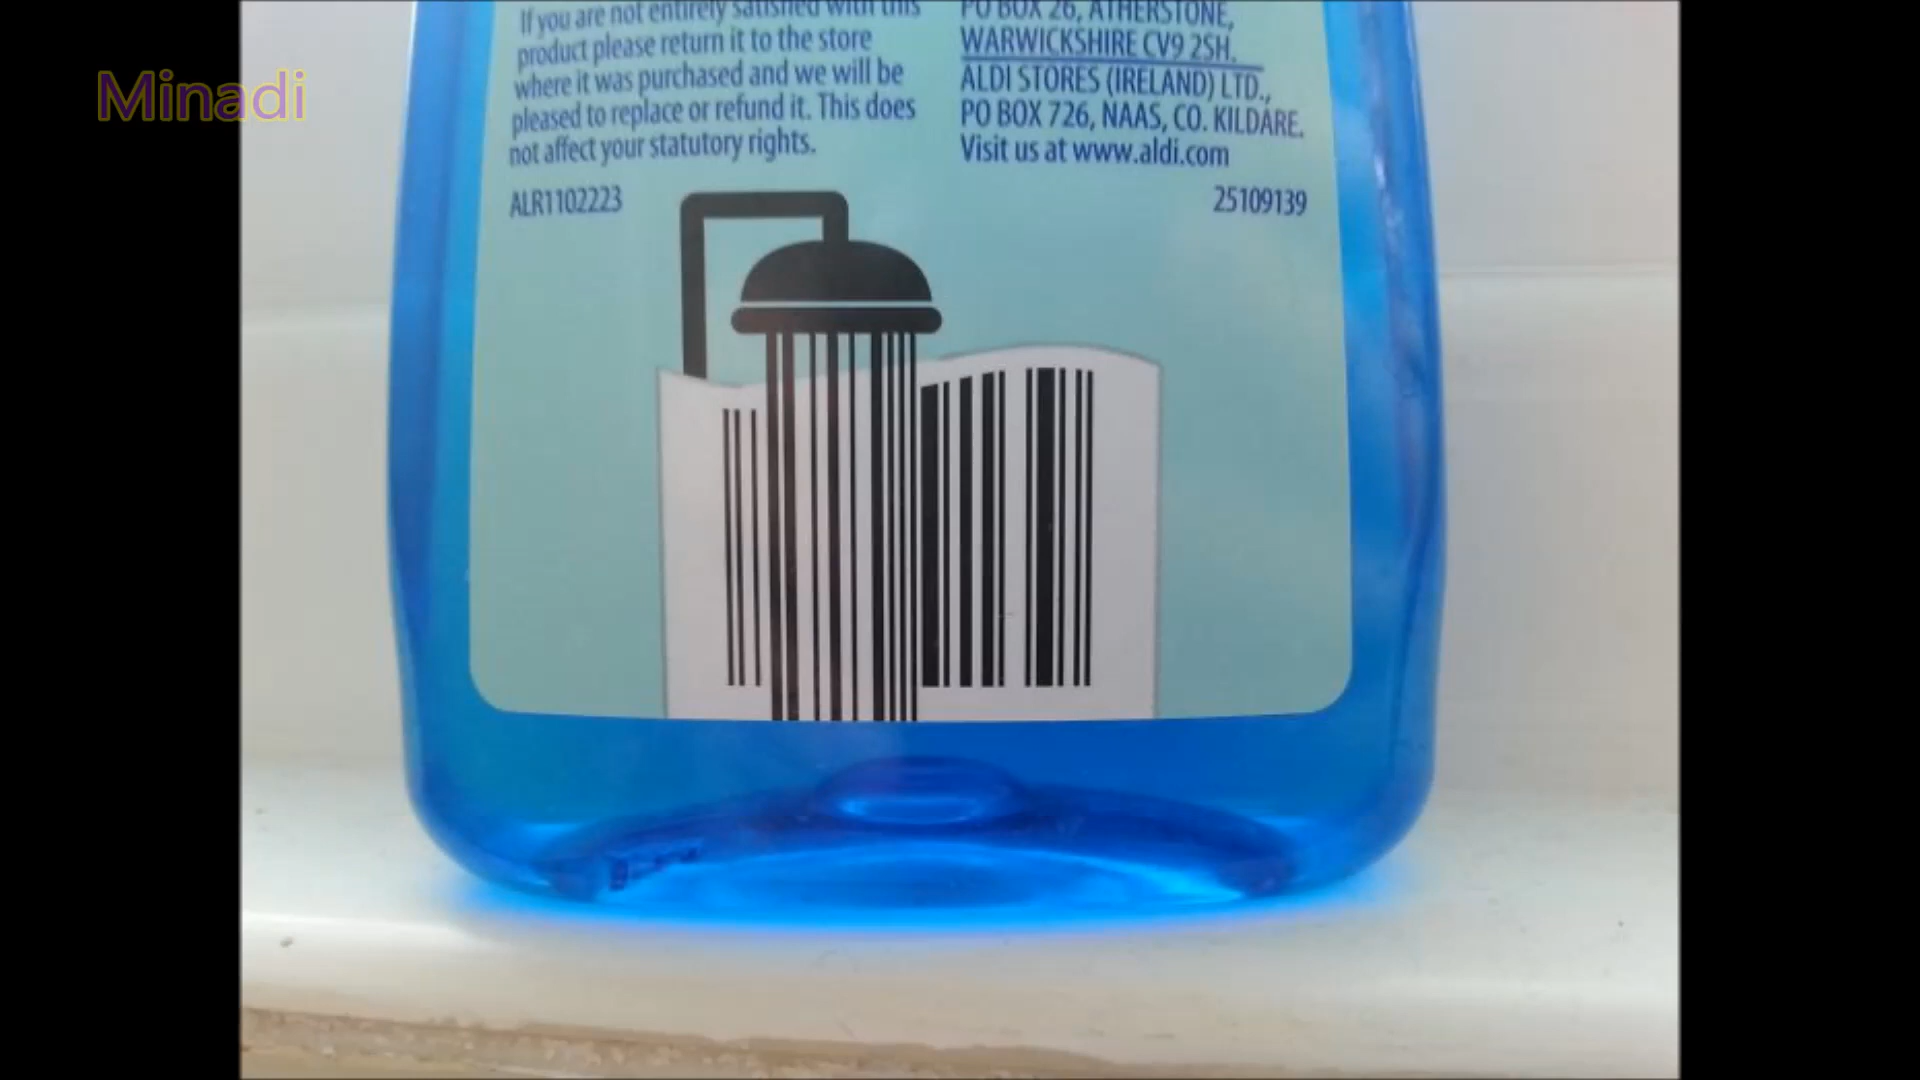 Minadi
If you are not entirely satisfied with this
product please return it to the store
where it was purchased and we will be
pleased to replace or refund it. This does
not affect your statutory rights.
ALR1102223
PO BOX 26, ATHERSTONE,
WARWICKSHIRE CV9 2SH.
ALDI STORES (IRELAND) LTD.,
PO BOX 726, NAAS, CO. KILDARE.
Visit us at www.aldi.com
25109139